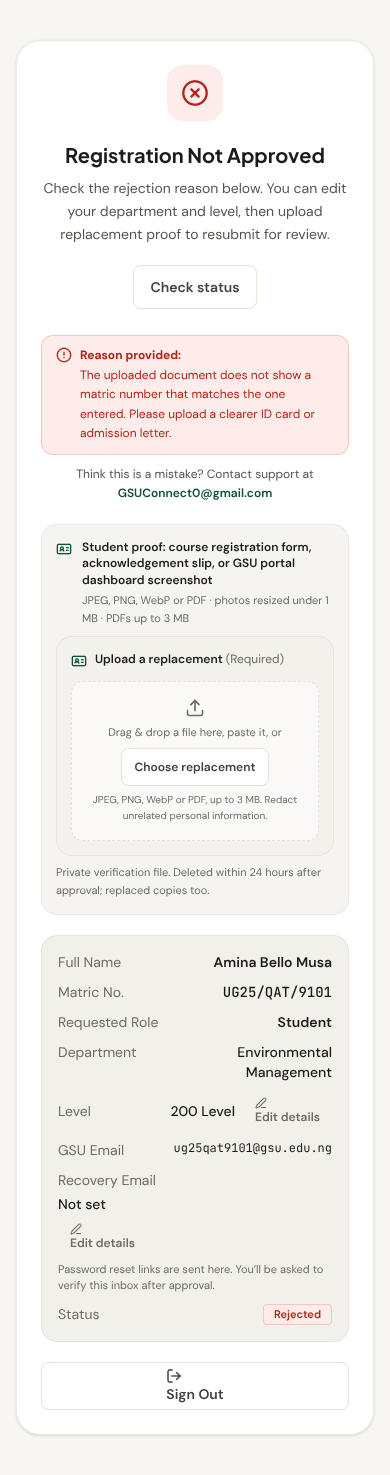 Registration Not Approved
Check the rejection reason below. You can edit
your department and level, then upload
replacement proof to resubmit for review.
Check status
Reason provided:
The uploaded document does not show a
matric number that matches the one
entered. Please upload a clearer ID card or
admission letter.
Think this is a mistake? Contact support at
GSUConnect0@gmail.com
Student proof: course registration form,
acknowledgement slip, or GSU portal
dashboard screenshot
JPEG, PNG, WebP or PDF · photos resized under 1
MB · PDFs up to 3 MB
Upload a replacement (Required)
Drag & drop a file here, paste it, or
Choose replacement
JPEG, PNG, WebP or PDF, up to 3 MB. Redact
unrelated personal information.
Private verification file. Deleted within 24 hours after
approval; replaced copies too.
Full Name Amina Bello Musa
Matric No. UG25/QAT/9101
Requested Role Student
Department Environmental
Management
Level 200 Level Edit details
GSU Email ug25qat9101@gsu.edu.ng
Recovery Email
Not set
Edit details
Password reset links are sent here. You'll be asked to
verify this inbox after approval.
Status Rejected
Sign Out